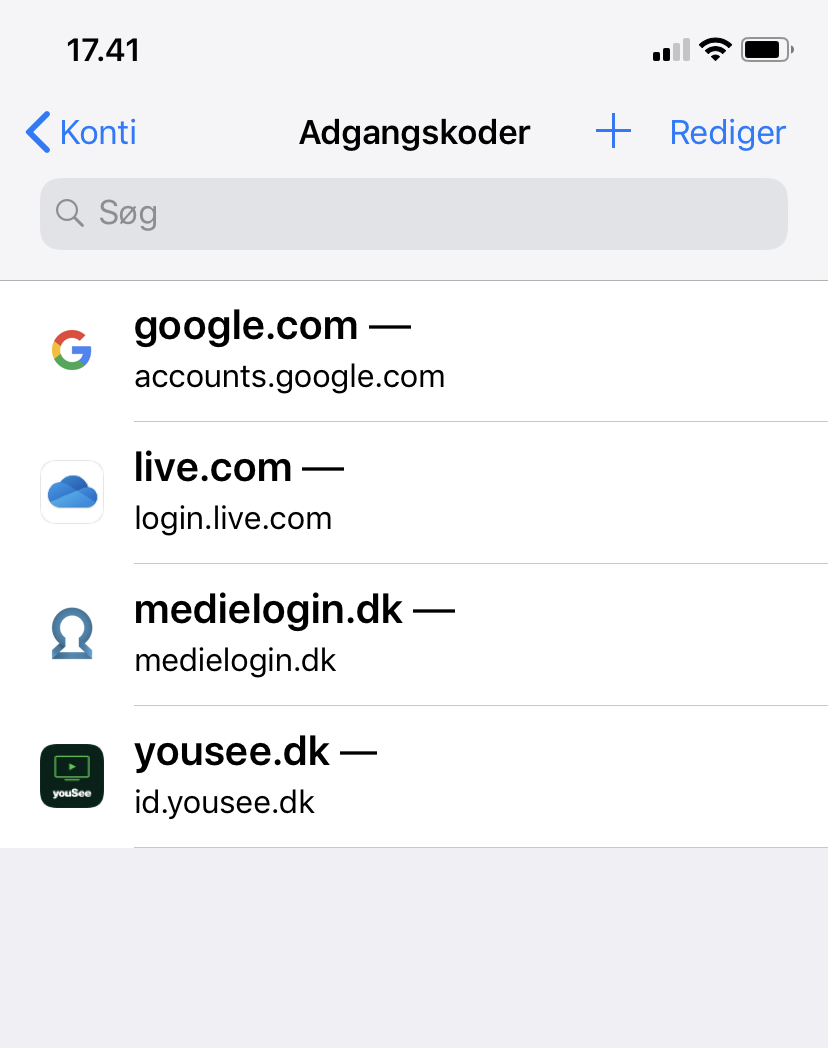 17.41
Konti
Adgangskoder
Rediger
Søg
google.com —
accounts.google.com
live.com —
login.live.com
medielogin.dk —
medielogin.dk
yousee.dk —
youSee
id.yousee.dk